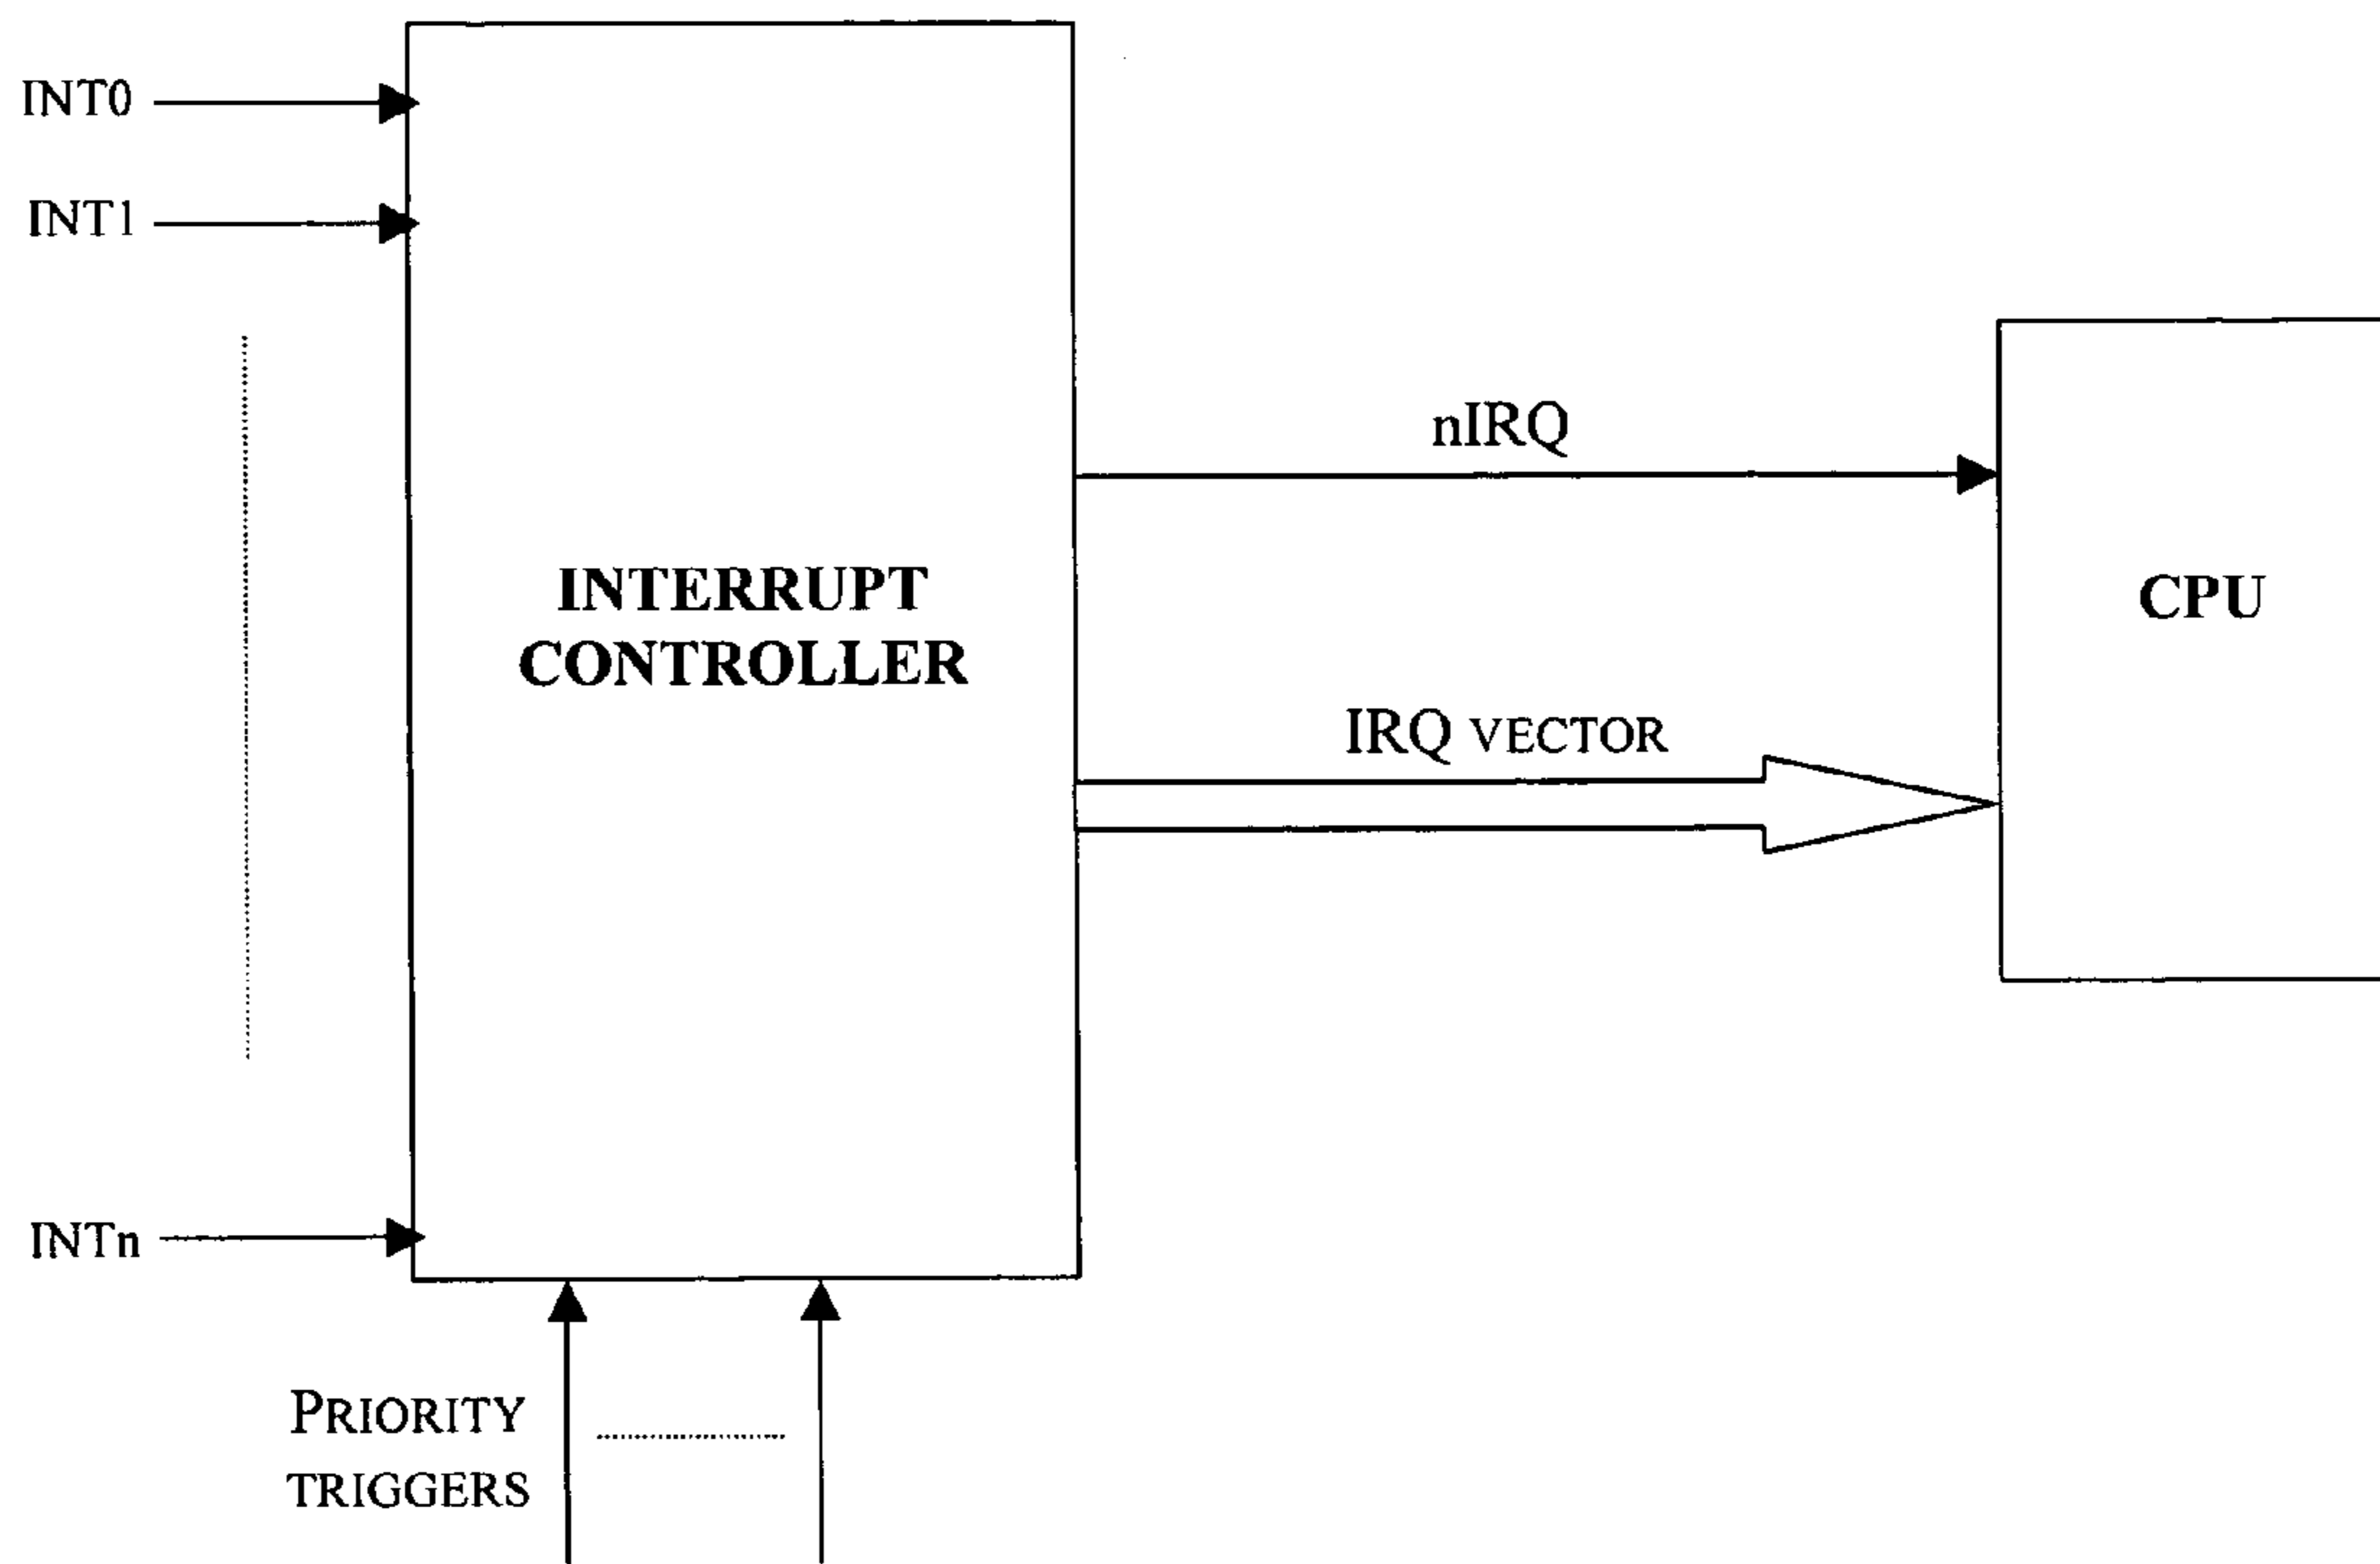 INT0
INT1
nIRQ
INTERRUPT
CONTROLLER
CPU
IRQ VECTOR
INTn
PRIORITY
TRIGGERS